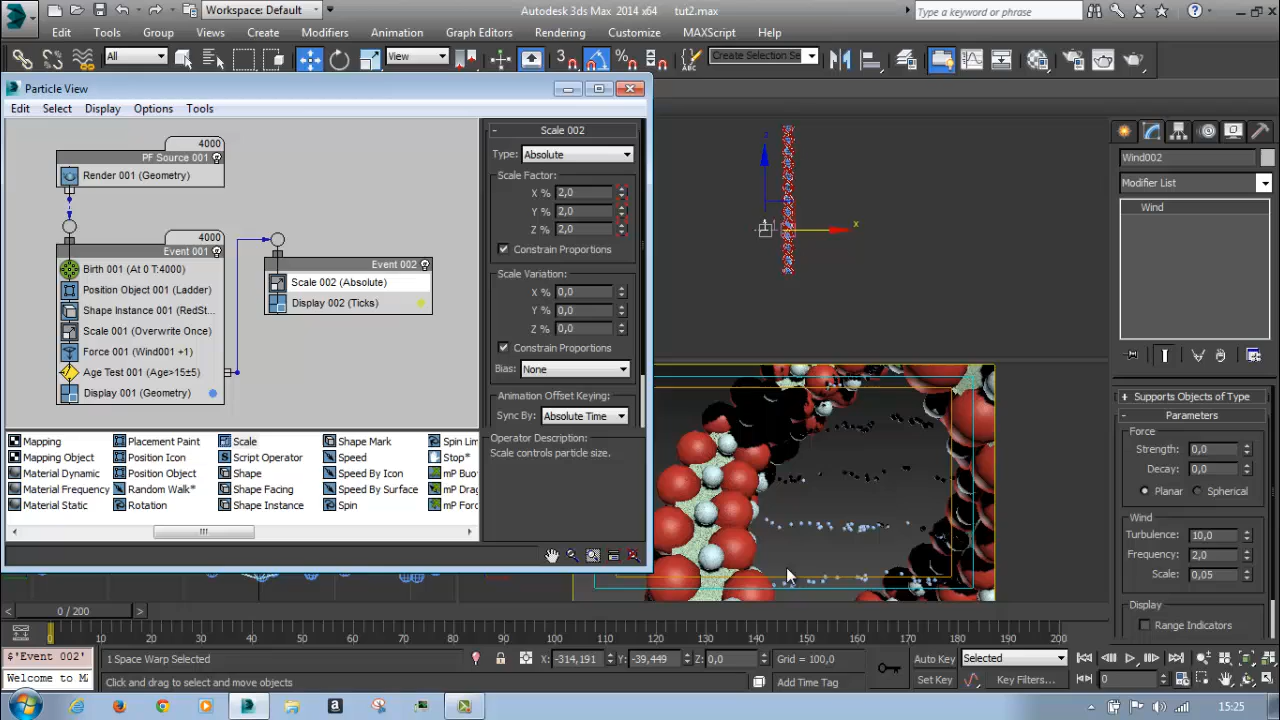 Workspace: Default
Autodesk 3ds Max 2014 x64 tut2.max
Type a keyword or phrase
Edit Tools Group Views Create Modifiers Animation Graph Editors Rendering Customize MAXScript Help
All
View
Create Selection Se
Particle View
Edit Select Display Options Tools
4000
PF Source 001
Render 001 (Geometry)
4000
Event 001
Birth 001 (At 0 T:4000)
Position Object 001 (Ladder)
Shape Instance 001 (RedSt...
Scale 001 (Overwrite Once)
Force 001 (Wind001 +1)
Age Test 001 (Age>15±5)
Display 001 (Geometry)
Event 002
Scale 002 (Absolute)
Display 002 (Ticks)
Scale 002
Type: Absolute
Scale Factor:
X % 2,0
Y % 2,0
Z % 2,0
Constrain Proportions
Scale Variation:
X % 0,0
Y % 0,0
Z % 0,0
Constrain Proportions
Bias: None
Animation Offset Keying:
Sync By: Absolute Time
Operator Description:
Scale controls particle size.
Mapping Placement Paint Scale Shape Mark Spin Lim
Mapping Object Position Icon Script Operator Speed Stop*
Material Dynamic Position Object Shape Speed By Icon mP Buo
Material Frequency Random Walk* Shape Facing Speed By Surface mP Drag
Material Static Rotation Shape Instance Spin mP Forc
z
x
Wind002
Modifier List
Wind
Supports Objects of Type
Parameters
Force
Strength: 0,0
Decay: 0,0
Planar Spherical
Wind
Turbulence: 10,0
Frequency: 2,0
Scale: 0,05
Display
Range Indicators
0 / 200
0 10 20 30 40 50 60 70 80 90 100 110 120 130 140 150 160 170 180 190 200
$'Event 002'
Welcome to M
1 Space Warp Selected
Click and drag to select and move objects
X: -314,191 Y: -39,449 Z: 0,0
Grid = 100,0
Add Time Tag
Auto Key Selected
Set Key Key Filters...
0
15:25